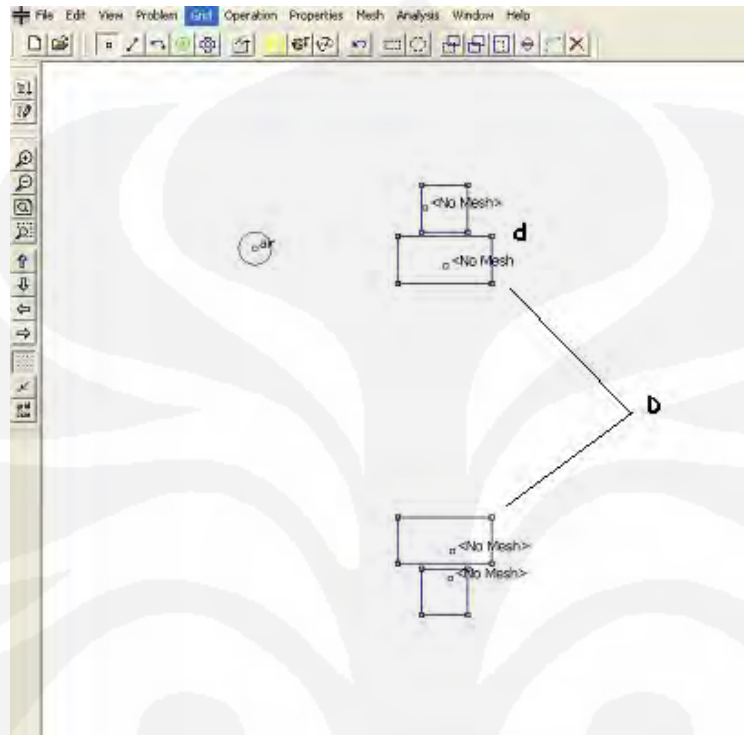 File Edit View Problem Grid Operation Properties Mesh Analysis Window Help
<No Mesh>
d
air
<No Mesh
b
<No Mesh>
<No Mesh>